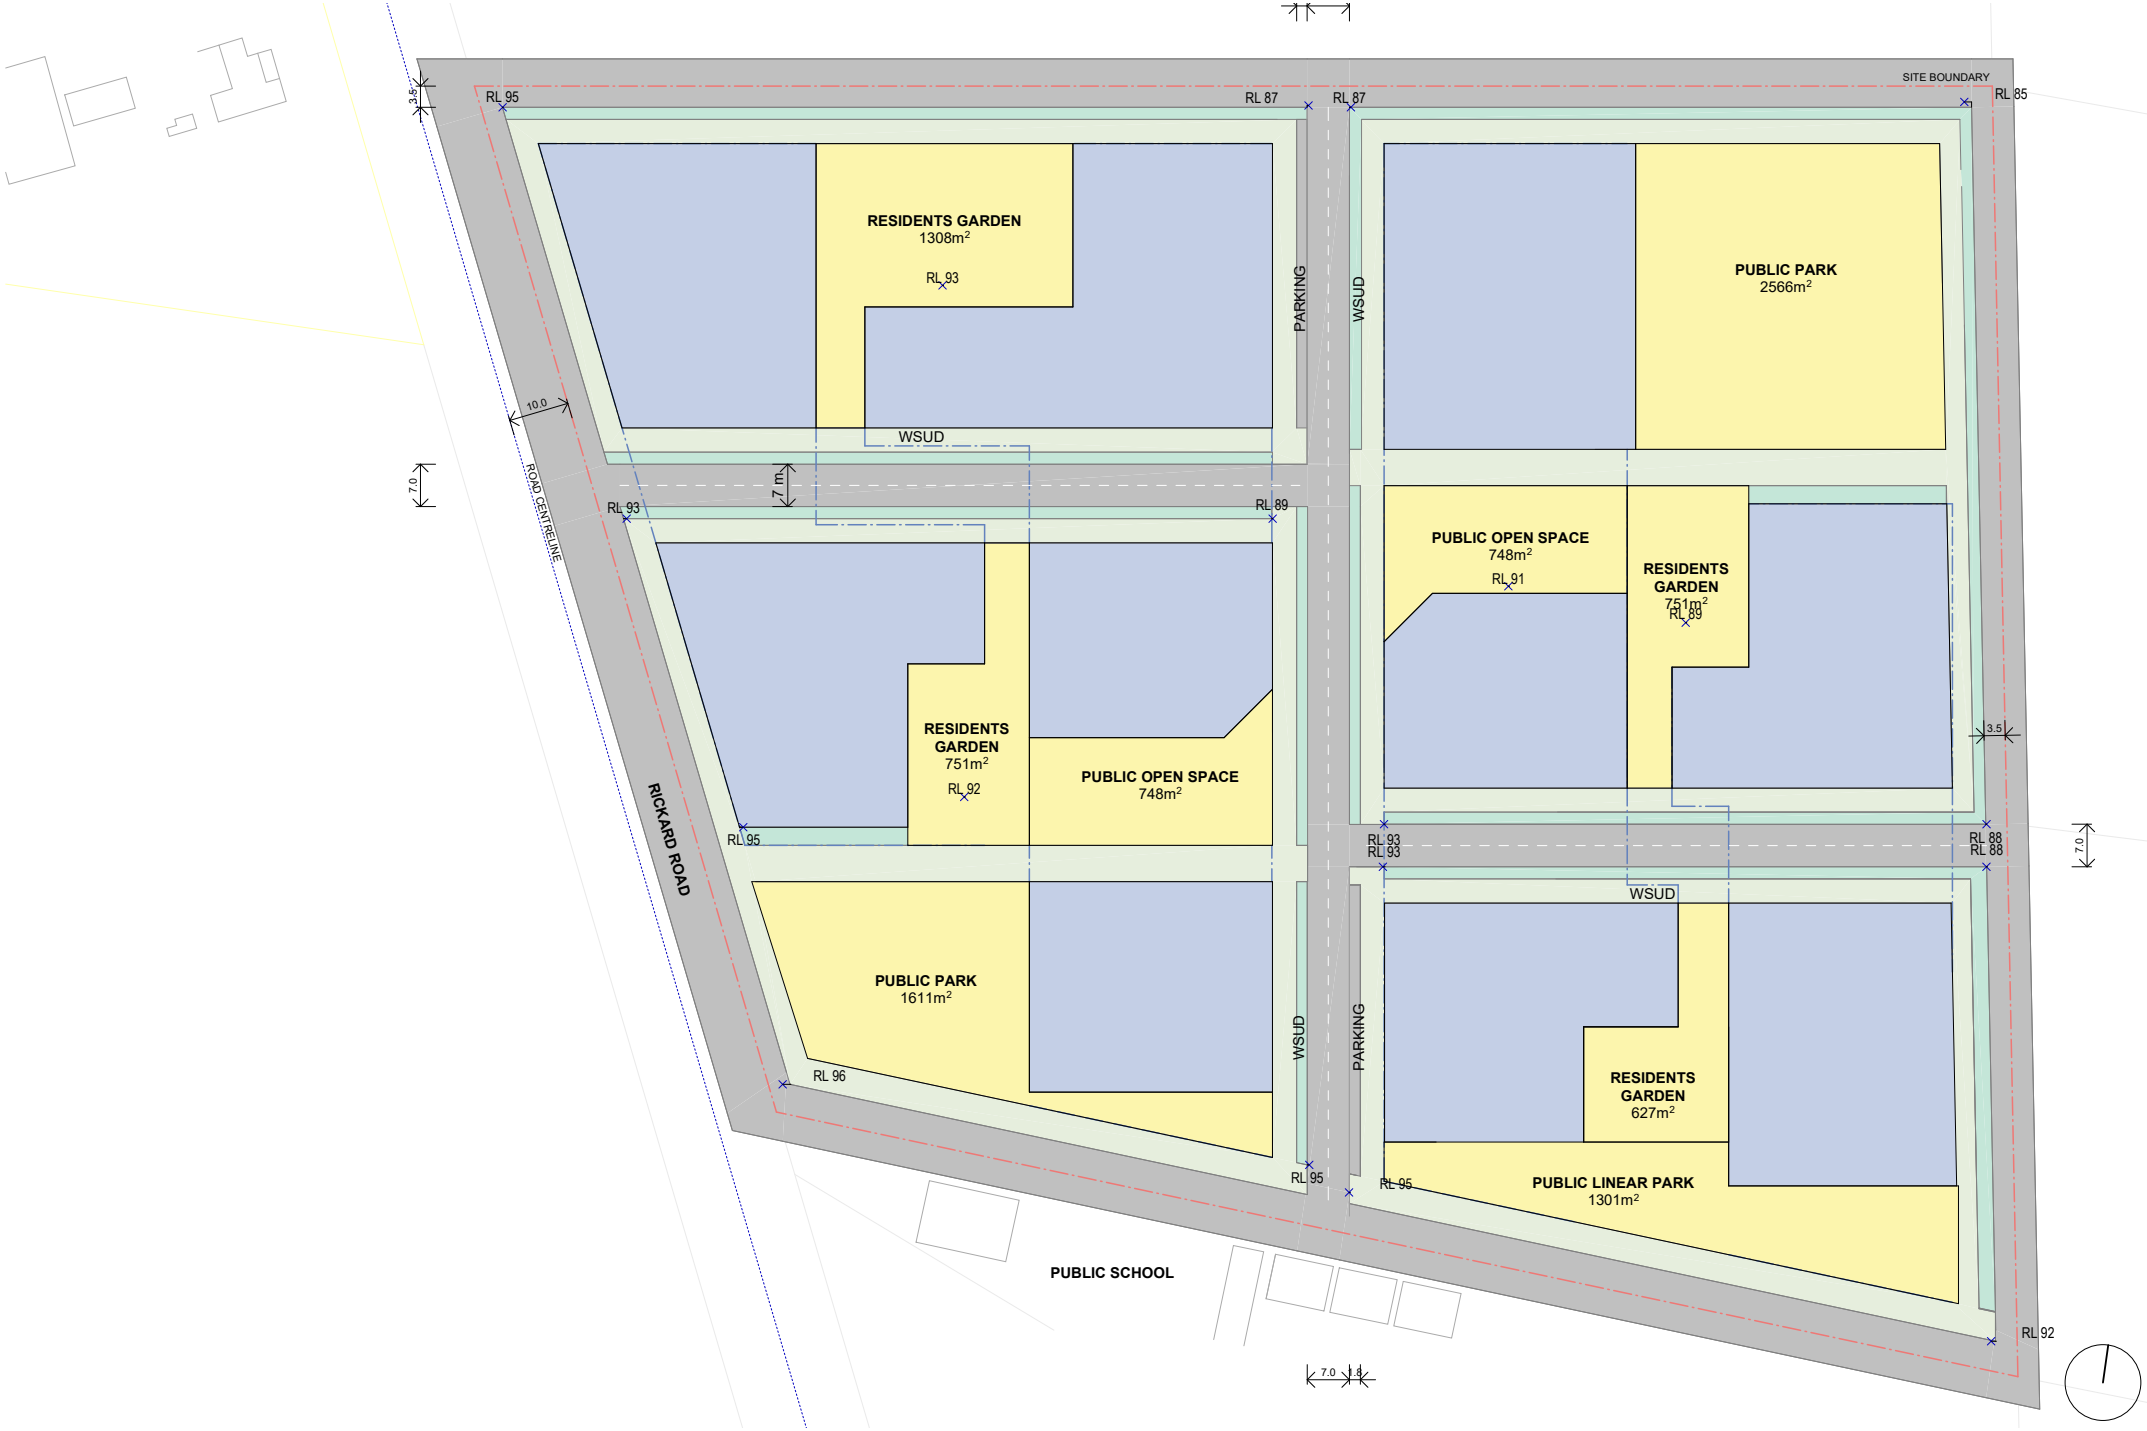 SITE BOUNDARY
3.5
RL 95
RL 87
RL 87
RL 85
RESIDENTS GARDEN
1308m²
RL 93
PARKING
WSUD
PUBLIC PARK
2566m²
10.0
WSUD
ROAD CENTRELINE
7.0
7 m
RL 93
RL 89
PUBLIC OPEN SPACE
748m²
RL 91
RESIDENTS
GARDEN
751m²
RL 89
RESIDENTS
GARDEN
751m²
RL 92
PUBLIC OPEN SPACE
748m²
3.5
RICKARD ROAD
RL 95
RL 93
RL 93
RL 88
RL 88
7.0
WSUD
PUBLIC PARK
1611m²
WSUD
PARKING
RL 96
RESIDENTS
GARDEN
627m²
RL 95
RL 95
PUBLIC LINEAR PARK
1301m²
PUBLIC SCHOOL
RL 92
7.0
1.8